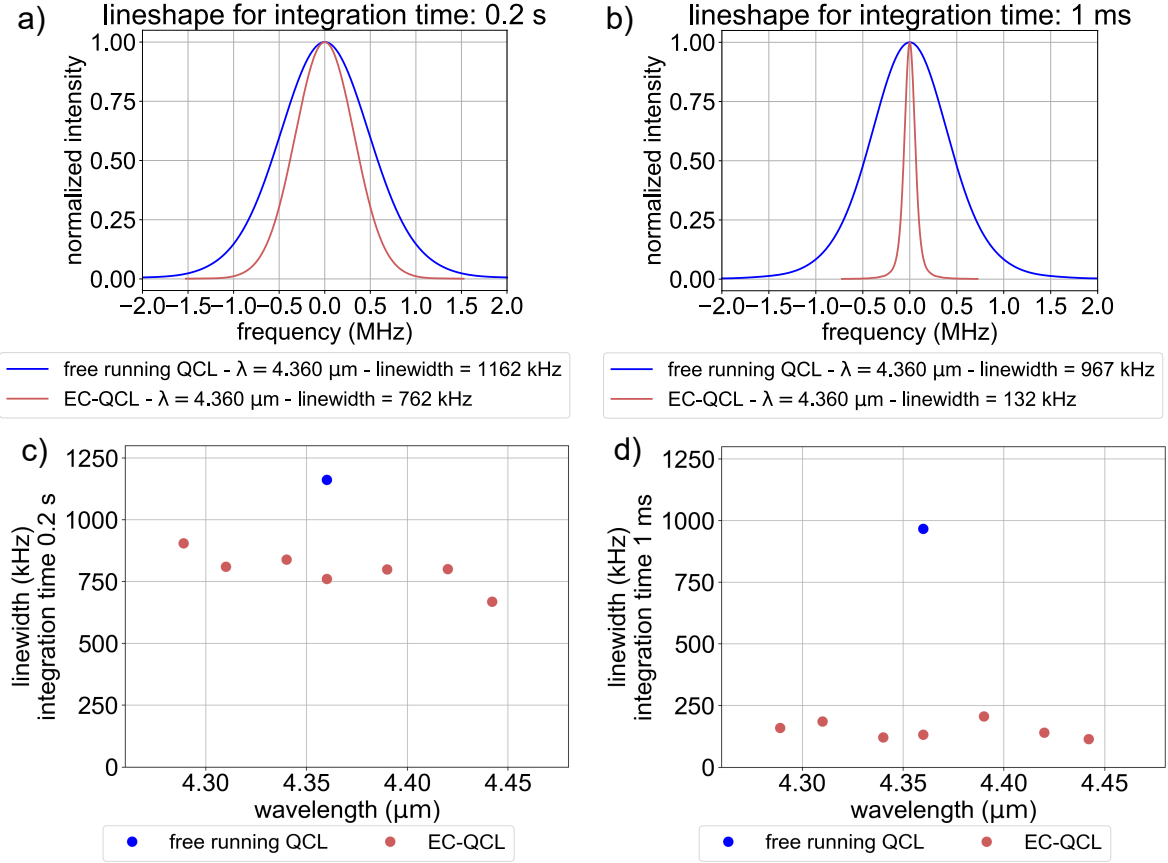 a)
lineshape for integration time: 0.2 s
normalized intensity
1.00
0.75
0.50
0.25
0.00
−2.0 −1.5 −1.0 −0.5 0.0 0.5 1.0 1.5 2.0
frequency (MHz)
free running QCL - λ = 4.360 μm - linewidth = 1162 kHz
EC-QCL - λ = 4.360 μm - linewidth = 762 kHz
b)
lineshape for integration time: 1 ms
normalized intensity
1.00
0.75
0.50
0.25
0.00
−2.0 −1.5 −1.0 −0.5 0.0 0.5 1.0 1.5 2.0
frequency (MHz)
free running QCL - λ = 4.360 μm - linewidth = 967 kHz
EC-QCL - λ = 4.360 μm - linewidth = 132 kHz
c)
linewidth (kHz)
integration time 0.2 s
1250
1000
750
500
250
0
4.30 4.35 4.40 4.45
wavelength (μm)
free running QCL EC-QCL
d)
linewidth (kHz)
integration time 1 ms
1250
1000
750
500
250
0
4.30 4.35 4.40 4.45
wavelength (μm)
free running QCL EC-QCL